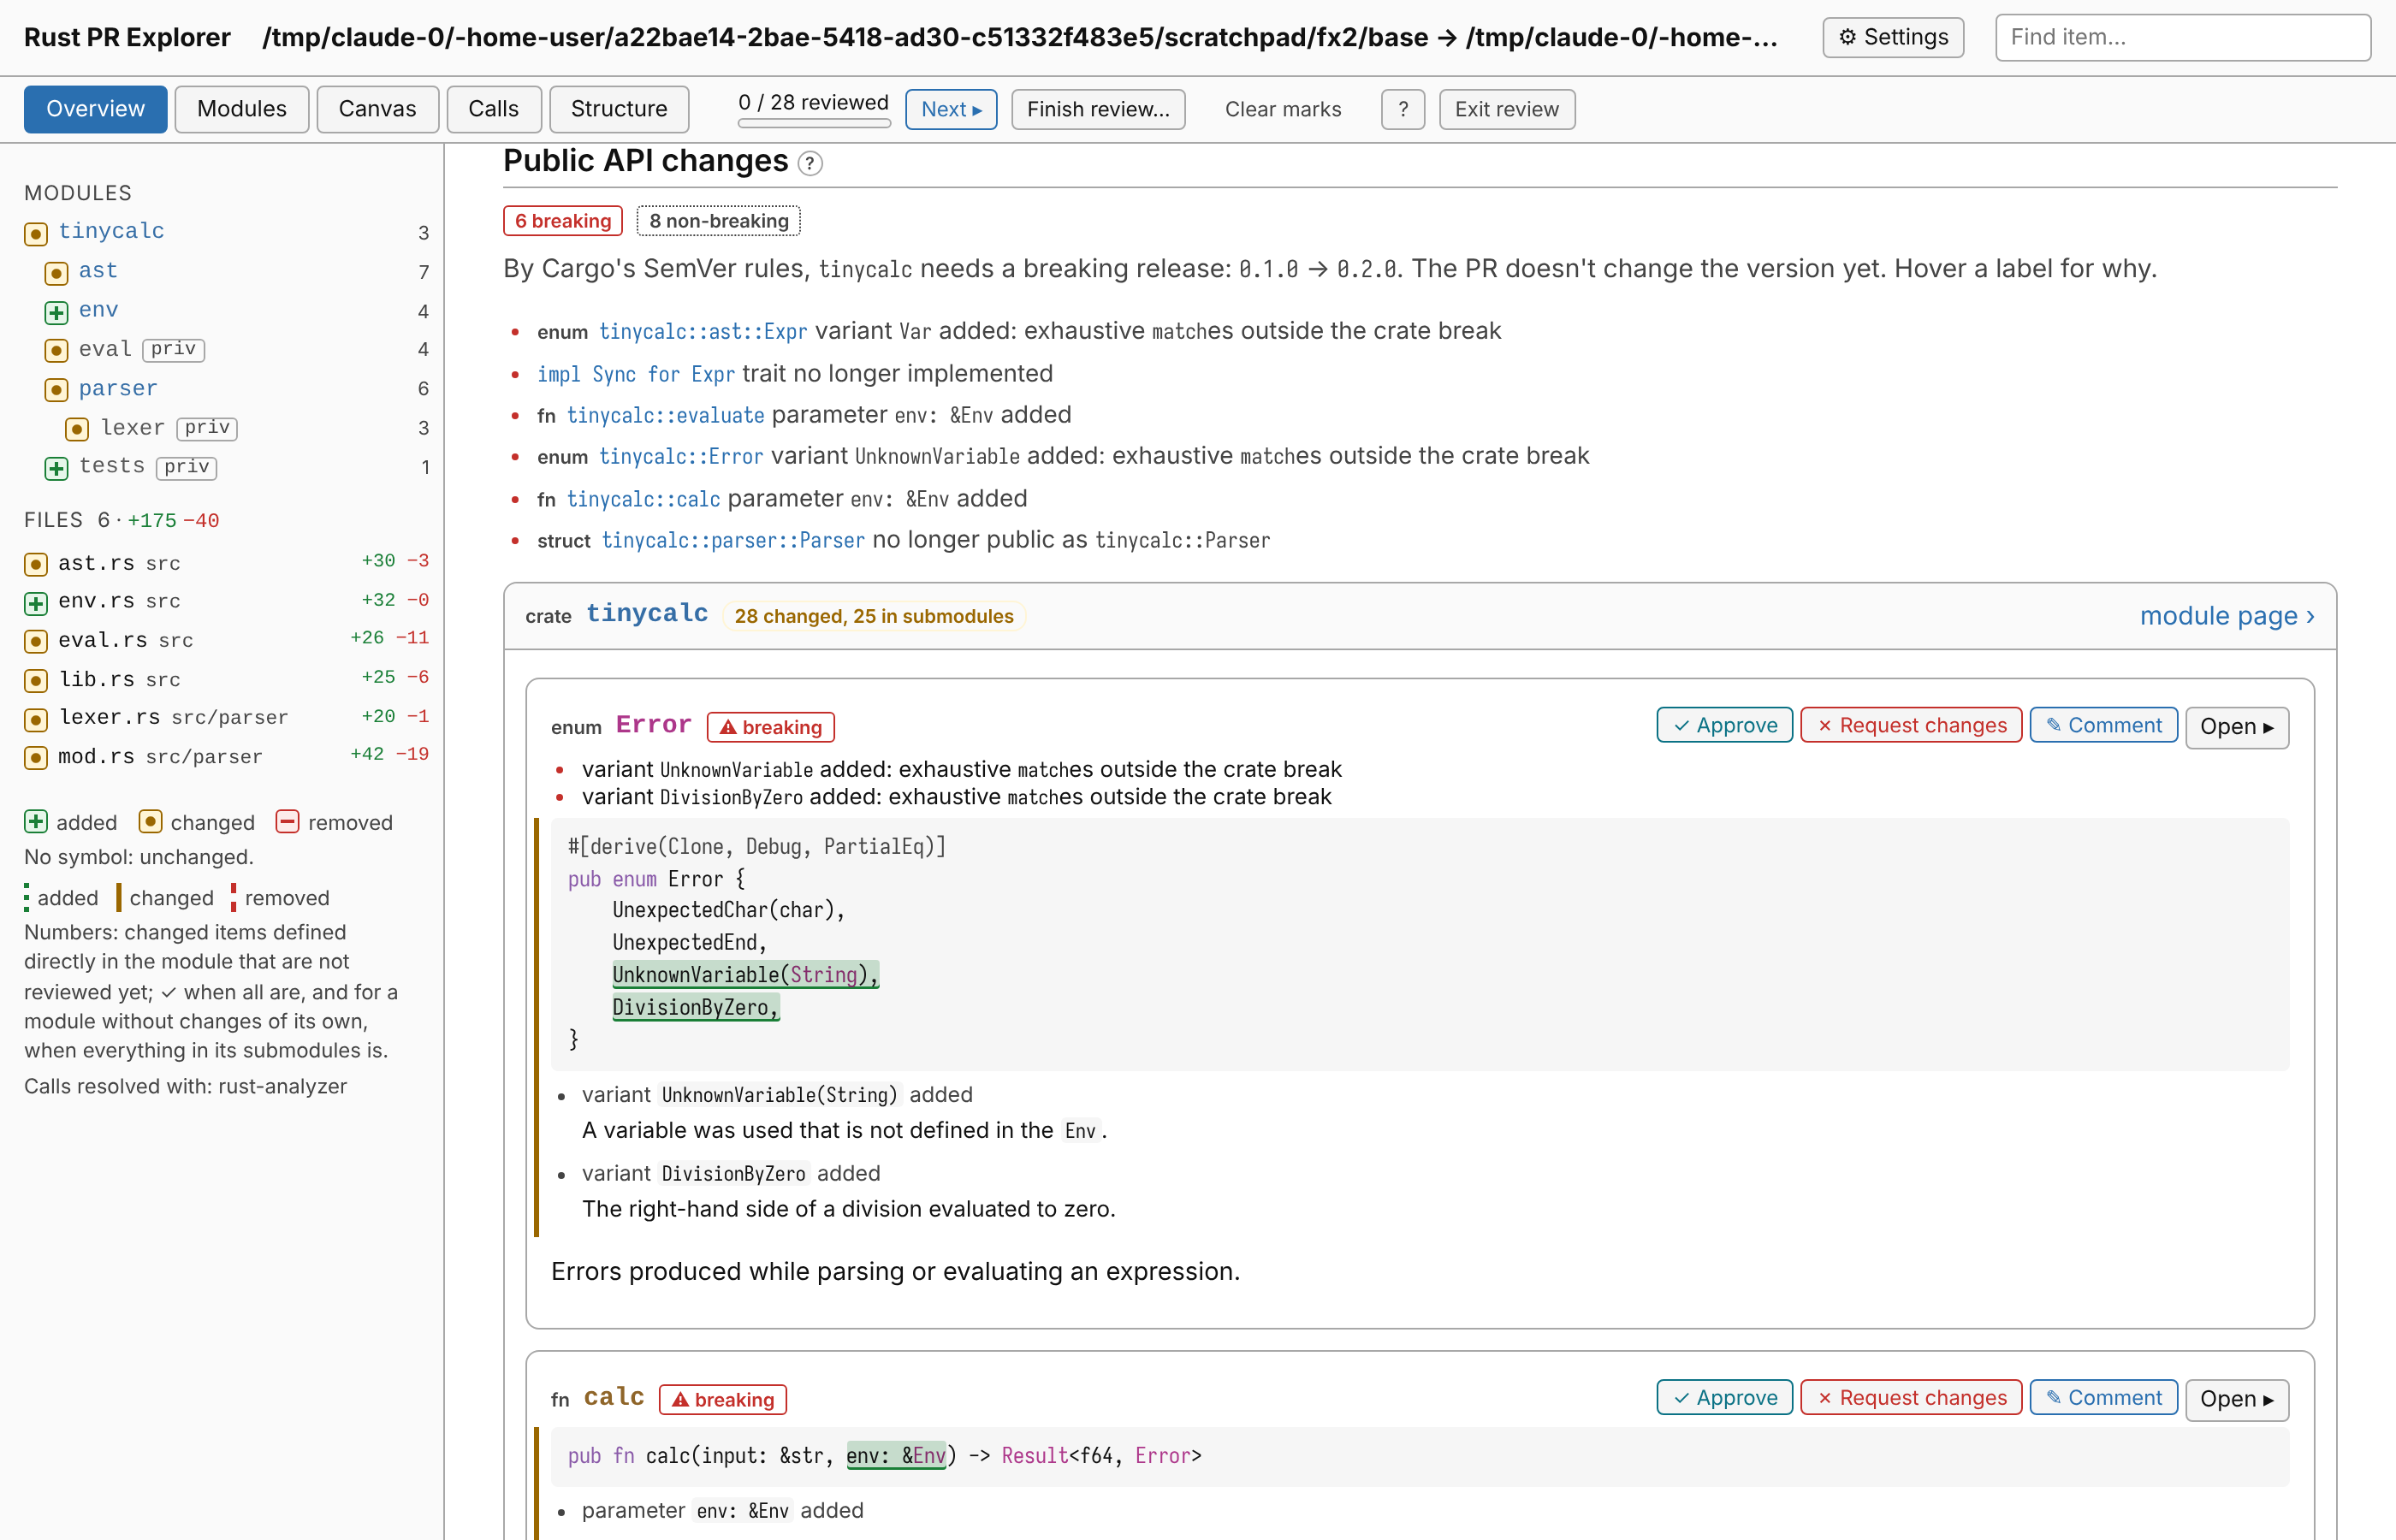 Rust PR Explorer /tmp/claude-0/-home-user/a22bae14-2bae-5418-ad30-c51332f483e5/scratchpad/fx2/base → /tmp/claude-0/-home-... ⚙ Settings Find item...
Overview Modules Canvas Calls Structure 0 / 28 reviewed Next ▸ Finish review... Clear marks ? Exit review
MODULES
tinycalc 3
ast 7
env 4
eval priv 4
parser 6
lexer priv 3
tests priv 1
FILES 6 · +175 −40
ast.rs src +30 −3
env.rs src +32 −0
eval.rs src +26 −11
lib.rs src +25 −6
lexer.rs src/parser +20 −1
mod.rs src/parser +42 −19
added changed removed
No symbol: unchanged.
added changed removed
Numbers: changed items defined
directly in the module that are not
reviewed yet; ✓ when all are, and for a
module without changes of its own,
when everything in its submodules is.
Calls resolved with: rust-analyzer
Public API changes ?
6 breaking 8 non-breaking
By Cargo's SemVer rules, tinycalc needs a breaking release: 0.1.0 → 0.2.0. The PR doesn't change the version yet. Hover a label for why.
• enum tinycalc::ast::Expr variant Var added: exhaustive matches outside the crate break
• impl Sync for Expr trait no longer implemented
• fn tinycalc::evaluate parameter env: &Env added
• enum tinycalc::Error variant UnknownVariable added: exhaustive matches outside the crate break
• fn tinycalc::calc parameter env: &Env added
• struct tinycalc::parser::Parser no longer public as tinycalc::Parser
crate tinycalc 28 changed, 25 in submodules module page ›
enum Error ⚠ breaking ✓ Approve × Request changes ✎ Comment Open ▸
• variant UnknownVariable added: exhaustive matches outside the crate break
• variant DivisionByZero added: exhaustive matches outside the crate break
#[derive(Clone, Debug, PartialEq)]
pub enum Error {
UnexpectedChar(char),
UnexpectedEnd,
UnknownVariable(String),
DivisionByZero,
}
• variant UnknownVariable(String) added
A variable was used that is not defined in the Env.
• variant DivisionByZero added
The right-hand side of a division evaluated to zero.
Errors produced while parsing or evaluating an expression.
fn calc ⚠ breaking ✓ Approve × Request changes ✎ Comment Open ▸
pub fn calc(input: &str, env: &Env) -> Result<f64, Error>
• parameter env: &Env added